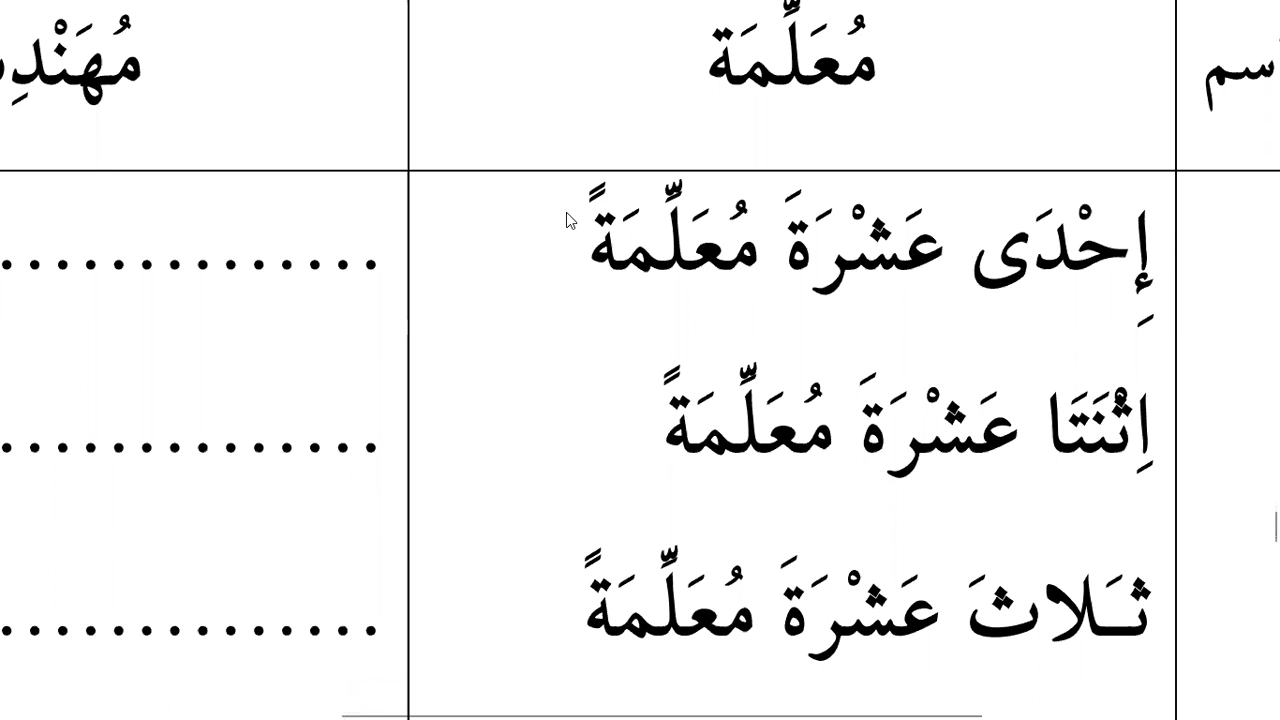 مُعَلِّمَة
إِحْدَى عَشْرَةَ مُعَلِّمَةً
..............
اِثْنَتَا عَشْرَةَ مُعَلِّمَةً
..............
ثَـلاثَ عَشْرَةَ مُعَلِّمَةً
..............